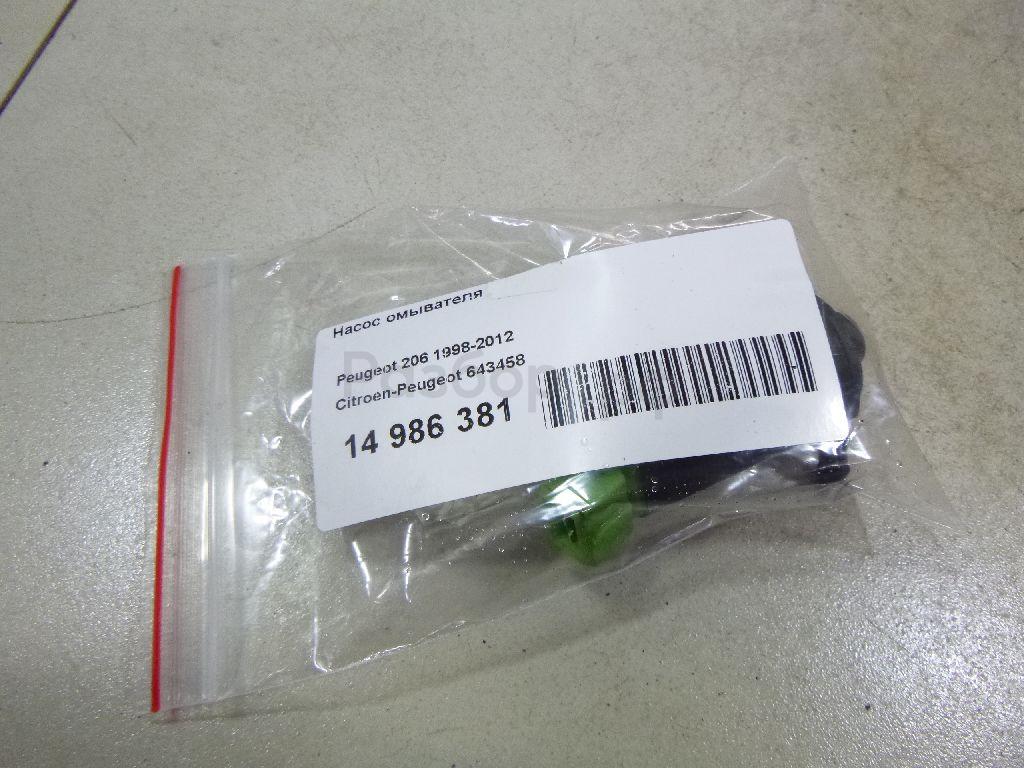 Насос омывателя
Peugeot 206 1998-2012
Citroen-Peugeot 643458
14 986 381